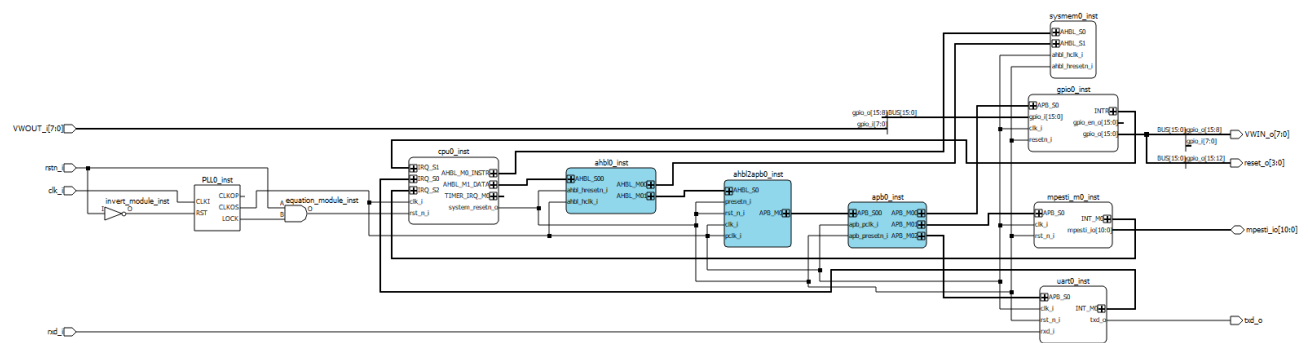 sysmem0_inst
AHBL_S0
AHBL_S1
ahbl_hclk_i
ahbl_hresetn_i
gpio0_inst
APB_S0
INTR
gpio_i[15:0]
gpio_en_o[15:0]
clk_i
gpio_o[15:0]
resetn_i
gpio_o[15:8]
BUS[15:0]
gpio_i[7:0]
VWOUT_i[7:0]
BUS[15:0]
gpio_o[15:8]
gpio_i[7:0]
BUS[15:0]
gpio_o[15:12]
VWIN_o[7:0]
reset_o[3:0]
rstn_i
clk_i
invert_module_inst
I
O
PLL0_inst
CLKI
RST
CLKOP
CLKOS
LOCK
equation_module_inst
A
B
O
cpu0_inst
IRQ_S1
IRQ_S0
IRQ_S2
clk_i
rst_n_i
AHBL_M0_INSTR
AHBL_M1_DATA
TIMER_IRQ_M0
system_resetn_o
ahbl0_inst
AHBL_S00
ahbl_hresetn_i
ahbl_hclk_i
AHBL_M00
AHBL_M01
ahbl2apb0_inst
AHBL_S0
presetn_i
rst_n_i
clk_i
pclk_i
APB_M0
apb0_inst
APB_S00
apb_pclk_i
apb_presetn_i
APB_M00
APB_M01
APB_M02
mpesti_m0_inst
APB_S0
clk_i
rst_n_i
INT_M0
mpesti_io[10:0]
mpesti_io[10:0]
uart0_inst
APB_S0
clk_i
rst_n_i
rxd_i
INT_M0
txd_o
rxd_i
txd_o